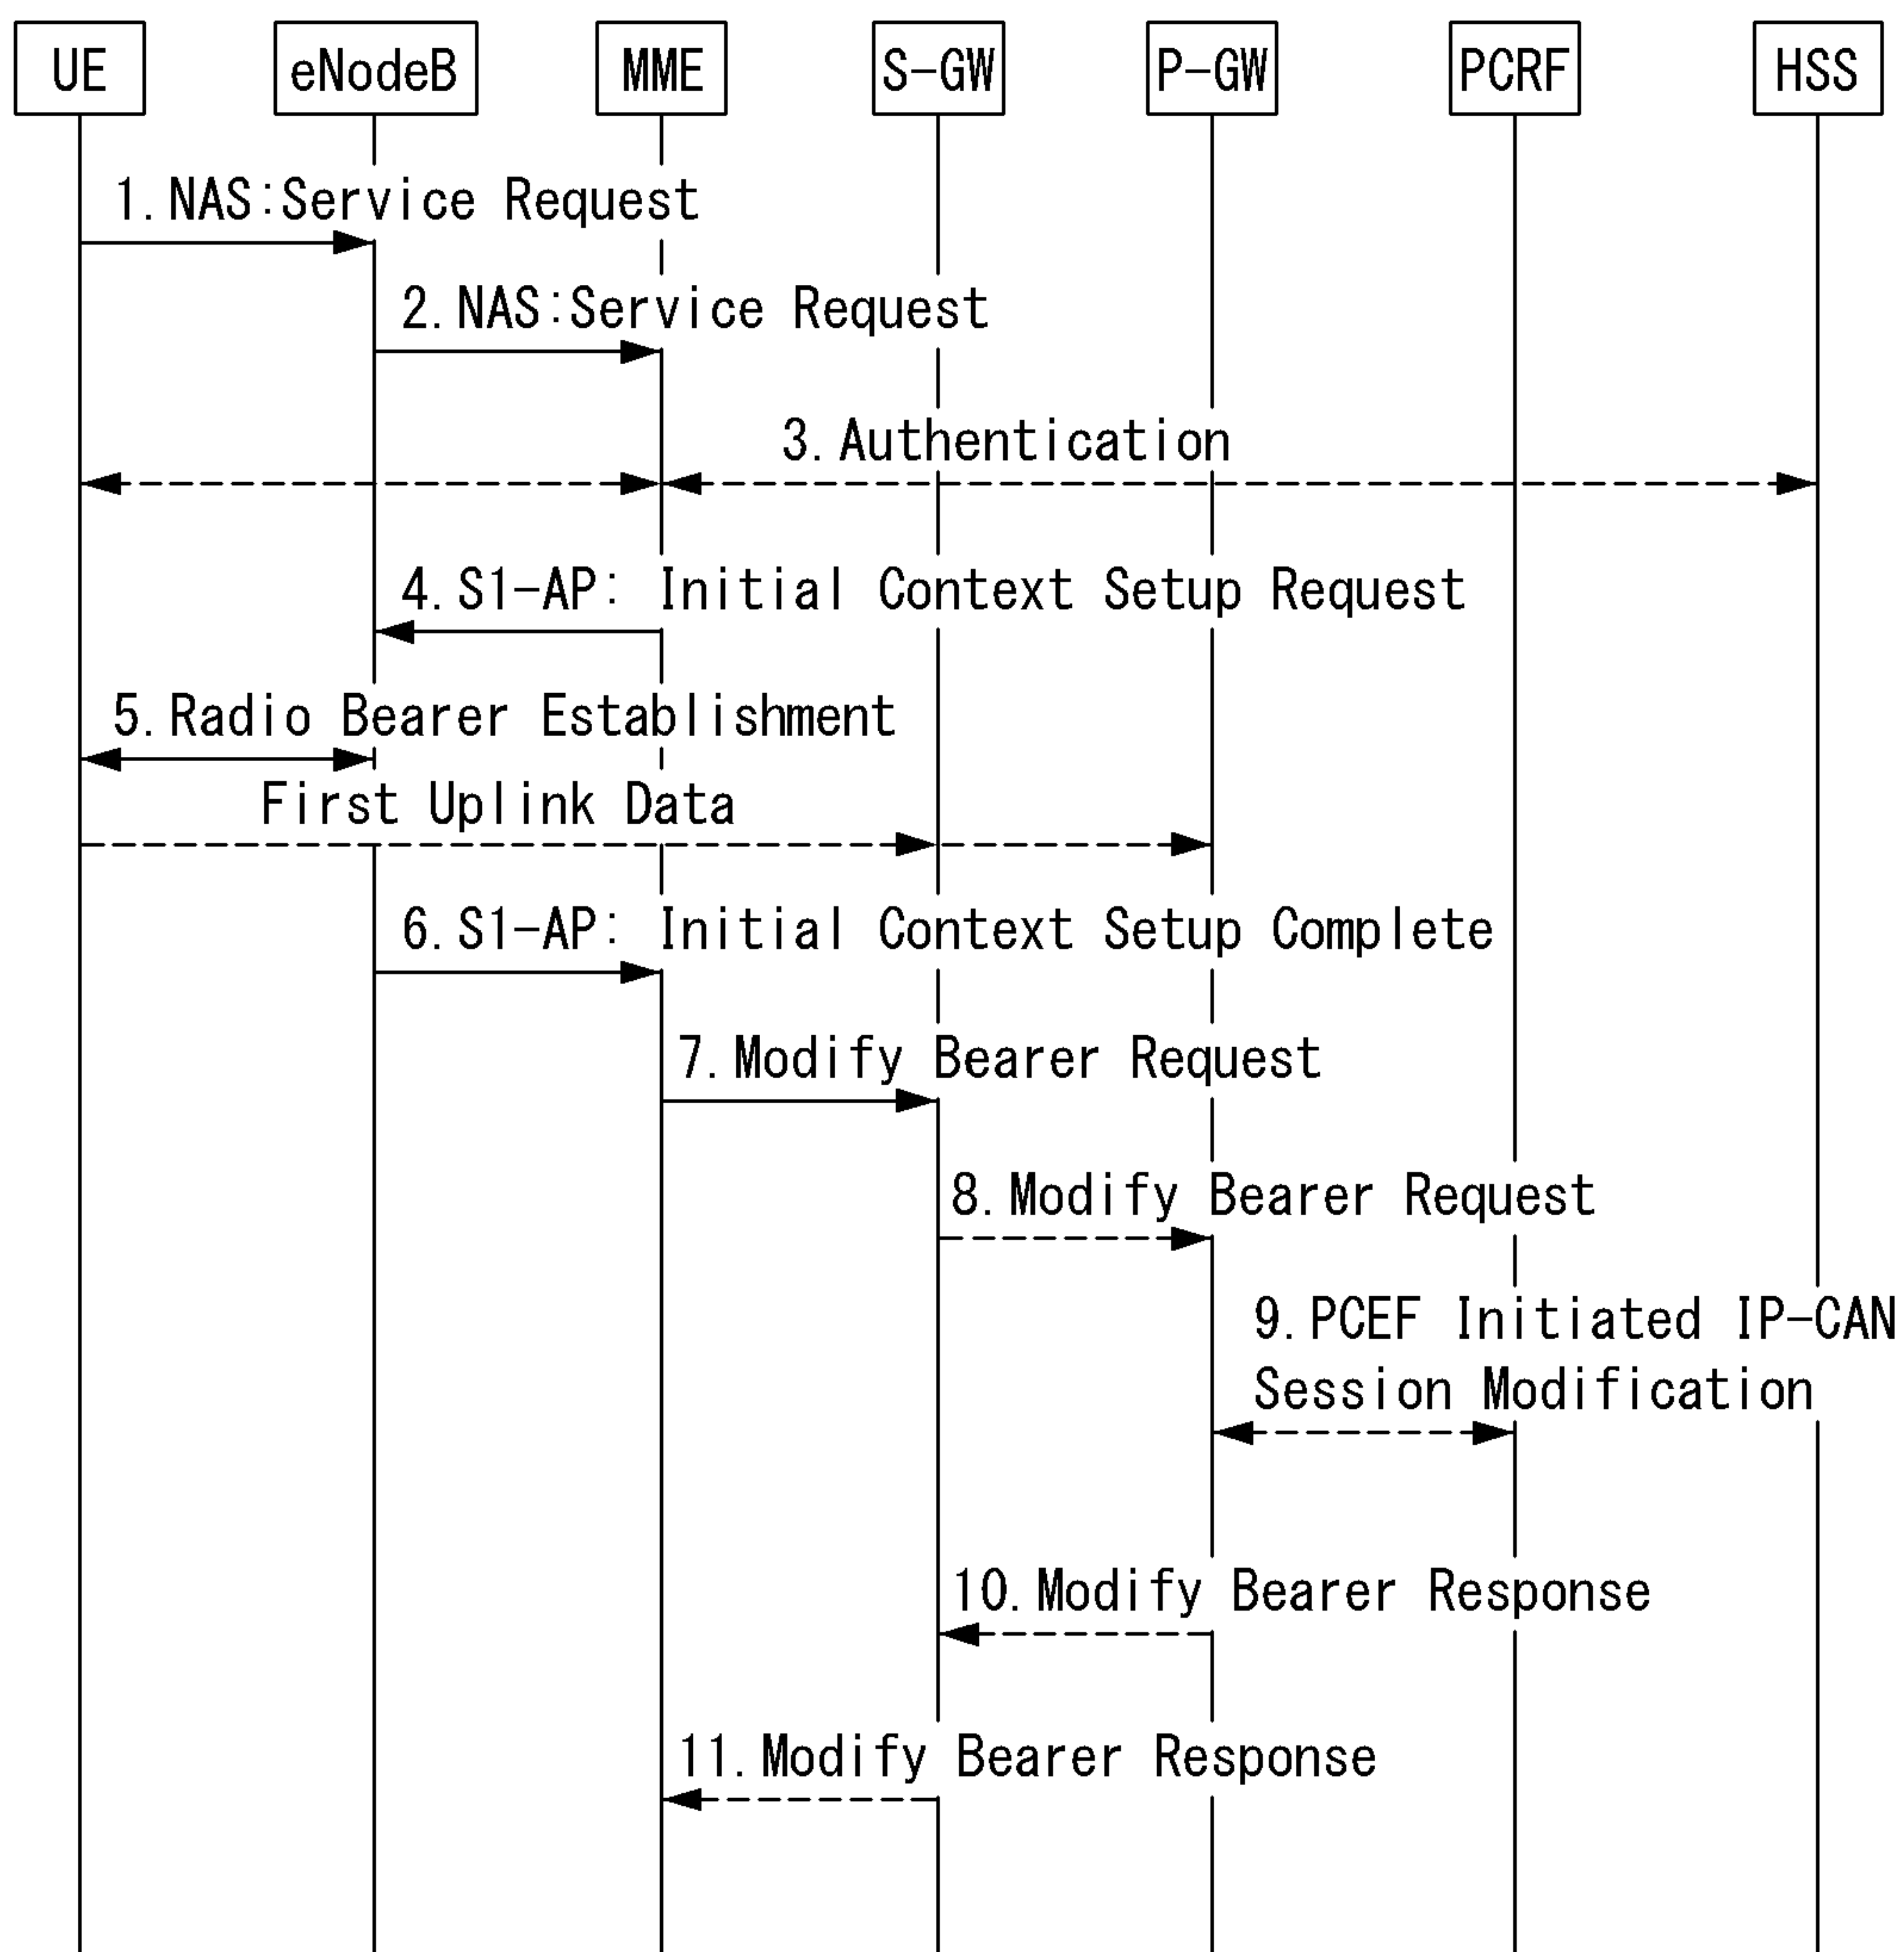 UE
eNodeB
MME
S-GW
P-GW
PCRF
HSS
1.NAS:Service Request
2.NAS:Service Request
3.Authentication
4.S1-AP: Initial Context Setup Request
5.Radio Bearer Establishment
First Uplink Data
6.S1-AP: Initial Context Setup Complete
7.Modify Bearer Request
8.Modify Bearer Request
9.PCEF Initiated IP-CAN
Session Modification
10.Modify Bearer Response
11.Modify Bearer Response